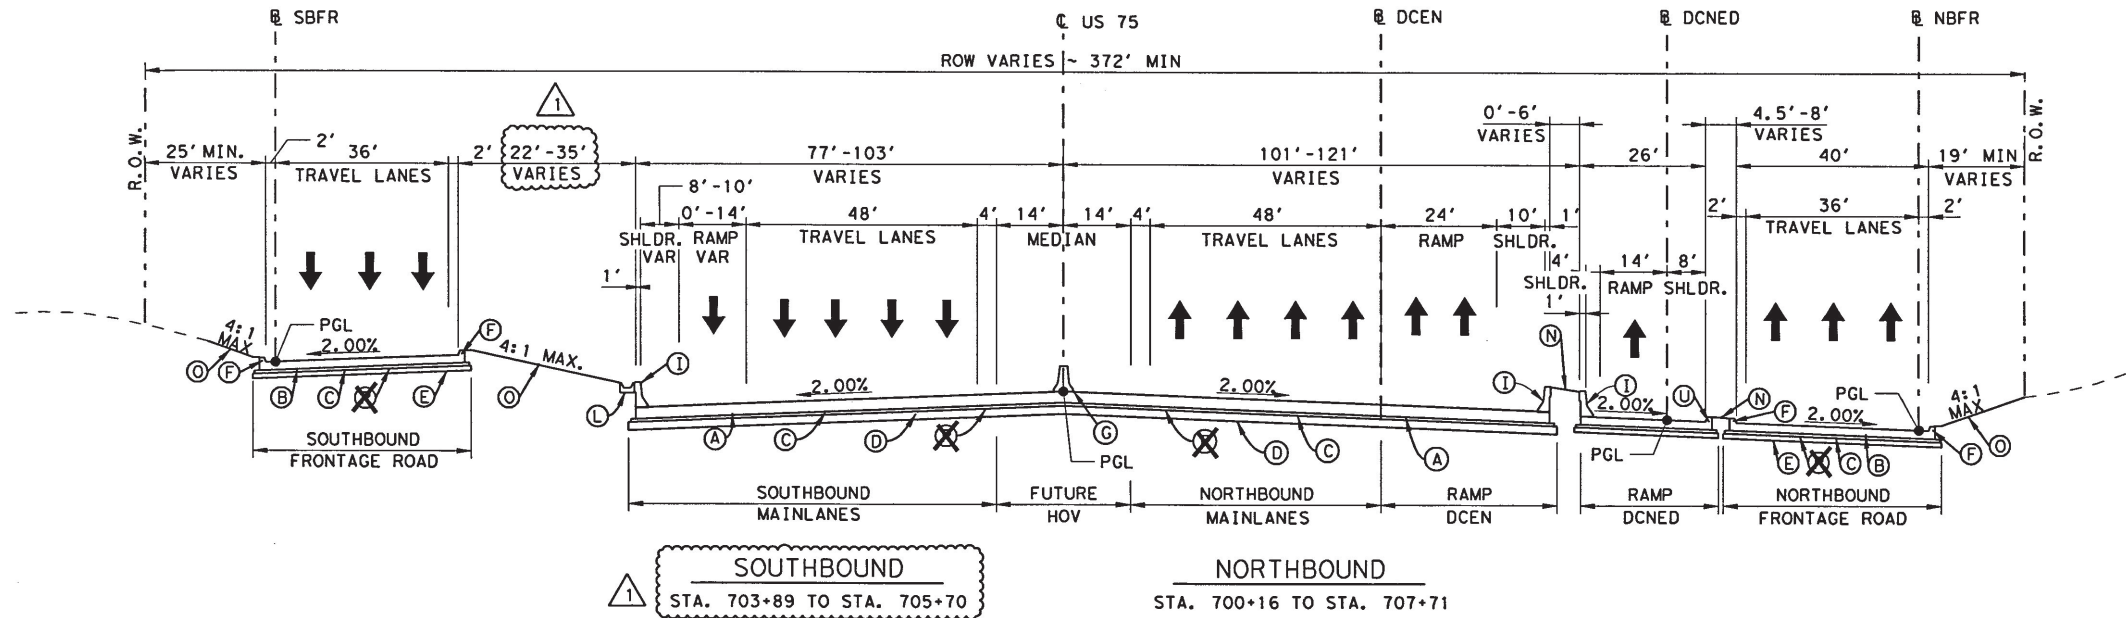 ℄ SBFR
℄ US 75
℄ DCEN
℄ DCNED
℄ NBFR
ROW VARIES ~ 372' MIN
R.O.W.
R.O.W.
1
0'-6'
VARIES
4.5'-8'
VARIES
25' MIN.
VARIES
2'
36'
TRAVEL LANES
2'
22'-35'
VARIES
77'-103'
VARIES
101'-121'
VARIES
26'
40'
19' MIN
VARIES
8'-10'
SHLDR.
VAR
0'-14'
RAMP
VAR
48'
TRAVEL LANES
4'
14'
14'
MEDIAN
4'
48'
TRAVEL LANES
24'
RAMP
10'
SHLDR.
1'
2'
36'
TRAVEL LANES
2'
1'
4'
SHLDR.
14'
RAMP
8'
SHLDR.
1'
4:1
MAX
PGL
2.00%
F
4:1 MAX.
I
2.00%
2.00%
N
I
I
2.00%
U
N
F
PGL
2.00%
4:1
MAX
O
F
B
C
E
O
L
A
C
D
G
PGL
D
C
A
PGL
E
C
B
F
O
SOUTHBOUND
FRONTAGE ROAD
SOUTHBOUND
MAINLANES
FUTURE
HOV
NORTHBOUND
MAINLANES
RAMP
DCEN
RAMP
DCNED
NORTHBOUND
FRONTAGE ROAD
1
SOUTHBOUND
STA. 703+89 TO STA. 705+70
NORTHBOUND
STA. 700+16 TO STA. 707+71